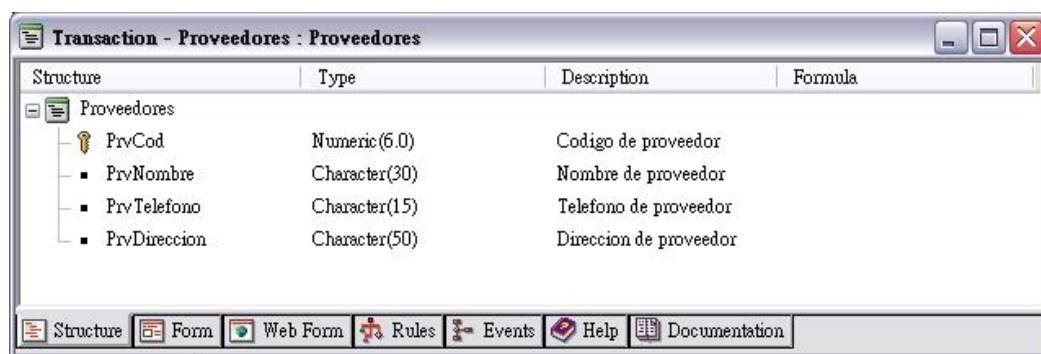 Transaction - Proveedores : Proveedores
Structure Type Description Formula
Proveedores
PrvCod Numeric(6.0) Codigo de proveedor
PrvNombre Character(30) Nombre de proveedor
PrvTelefono Character(15) Telefono de proveedor
PrvDireccion Character(50) Direccion de proveedor
Structure Form Web Form Rules Events Help Documentation